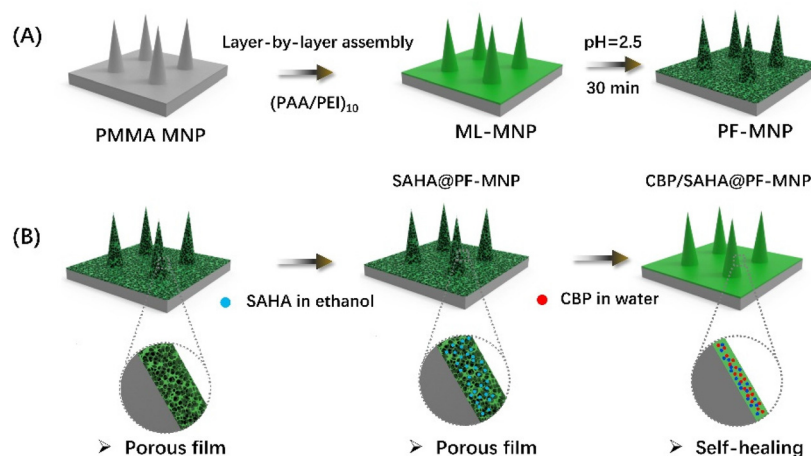 (A)
Layer-by-layer assembly
(PAA/PEI)₁₀
pH=2.5
30 min
PMMA MNP
ML-MNP
PF-MNP
(B)
SAHA@PF-MNP
CBP/SAHA@PF-MNP
SAHA in ethanol
CBP in water
➢ Porous film
➢ Porous film
➢ Self-healing